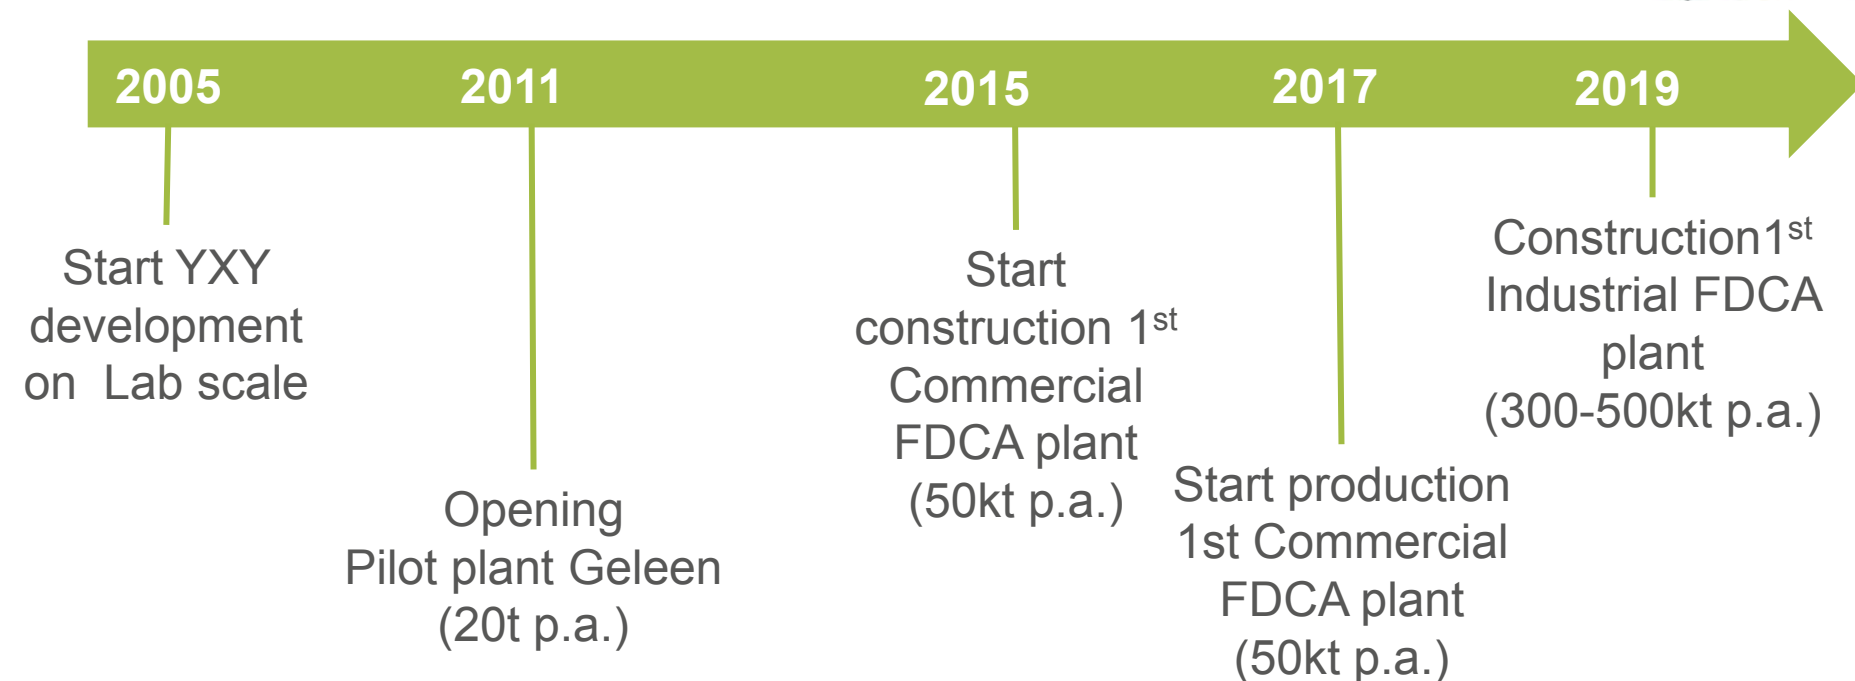 2005
2011
2015
2017
2019
Start YXY
development
on Lab scale
Opening
Pilot plant Geleen
(20t p.a.)
Start
construction 1st
Commercial
FDCA plant
(50kt p.a.)
Start production
1st Commercial
FDCA plant
(50kt p.a.)
Construction1st
Industrial FDCA
plant
(300-500kt p.a.)